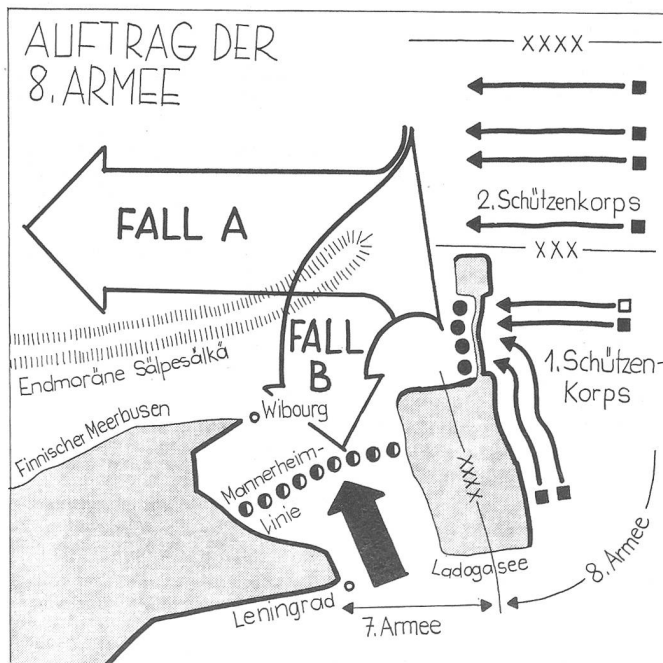 AUFTRAG DER
8. ARMEE
XXXX
FALL A
2. Schützenkorps
XXX
FALL
B
1. Schützen-
Korps
Endmoräne Sälpesälkä
Wibourg
Finnischer Meerbusen
Mannerheim-
linie
XXXX
Ladogasee
8. Armee
Leningrad
7. Armee